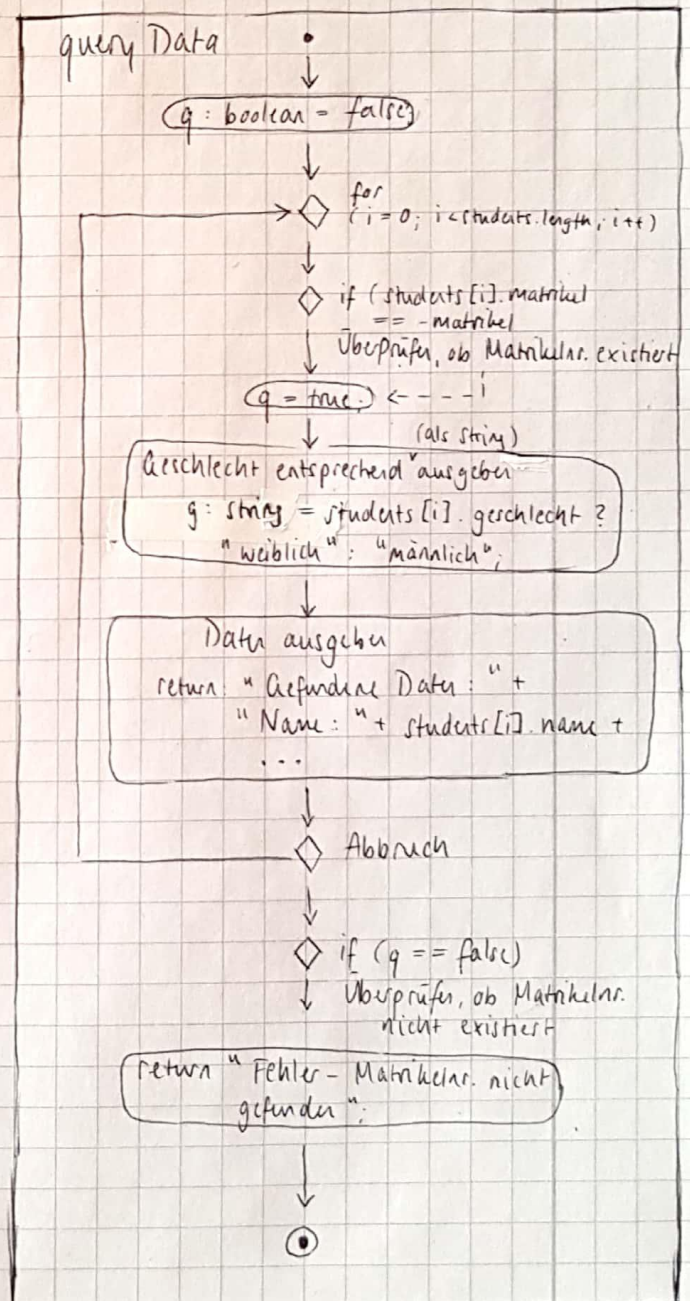 query Data
q : boolean = false;
for
(i = 0; i < students.length; i++)
if (students[i].matrikel
== -matrikel
Überprüfen, ob Matrikelnr. existiert
q = true;
(als string)
Geschlecht entsprechend ausgeben
g : string = students[i].geschlecht ?
"weiblich" : "männlich";
Daten ausgeben
return: "Gefundene Daten: " +
"Name: " + students[i].name +
...
Abbruch
if (q == false)
Überprüfen, ob Matrikelnr.
nicht existiert
return "Fehler - Matrikelnr. nicht
gefunden";